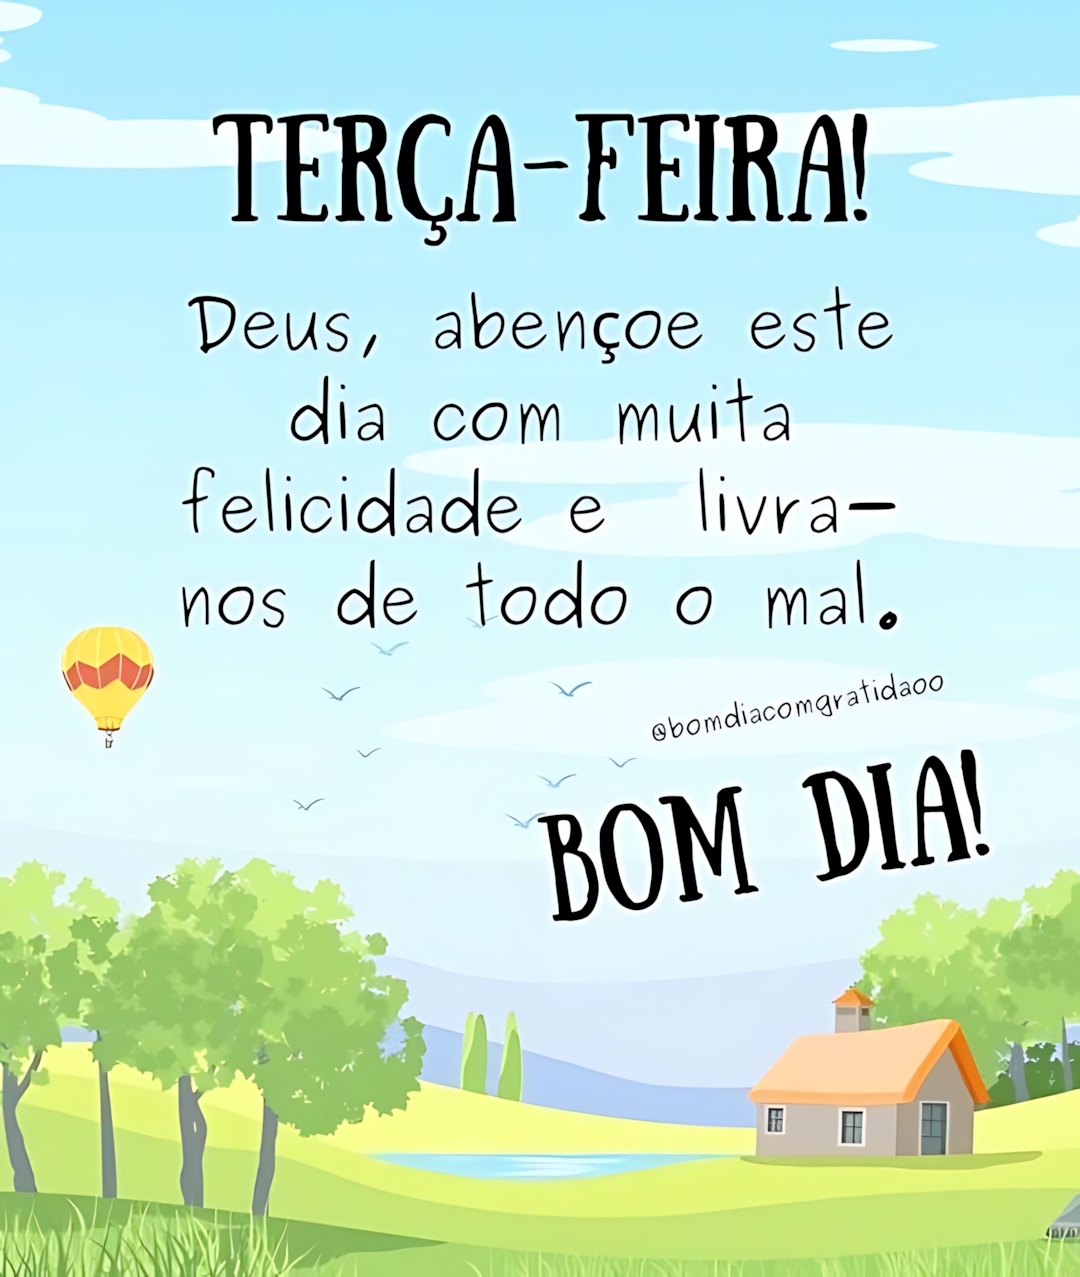 TERÇA-FEIRA!
Deus, abençoe este
dia com muita
felicidade e livra-
nos de todo o mal.
@bomdiacomgratidaoo
BOM DIA!